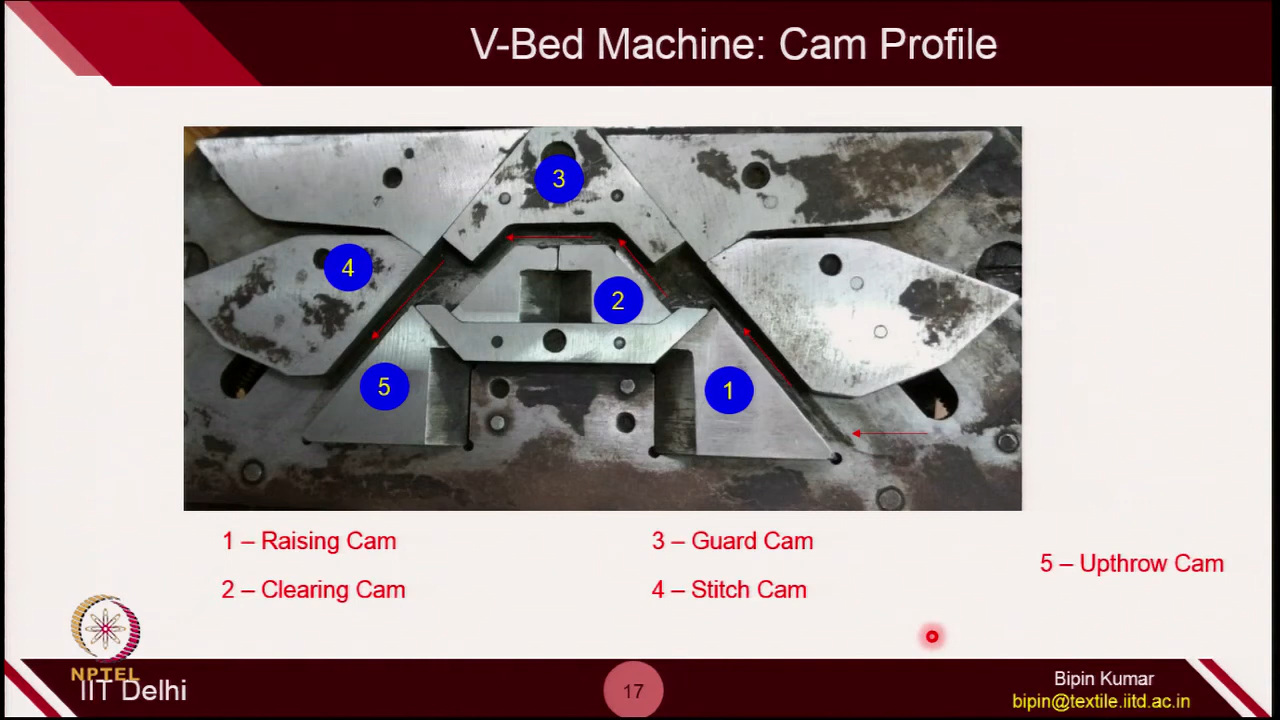 V-Bed Machine: Cam Profile
3
4
2
5
1
1 – Raising Cam
3 – Guard Cam
5 – Upthrow Cam
2 – Clearing Cam
4 – Stitch Cam
NPTEL
IIT Delhi
17
Bipin Kumar
bipin@textile.iitd.ac.in